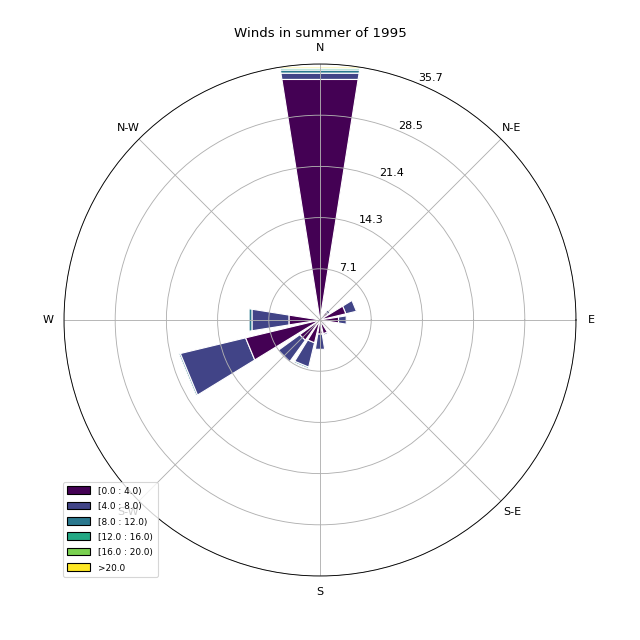 Winds in summer of 1995
N
35.7
N-W
28.5
N-E
21.4
14.3
7.1
W
E
[0.0 : 4.0)
[4.0 : 8.0)
S-W
S-E
[8.0 : 12.0)
[12.0 : 16.0)
[16.0 : 20.0)
>20.0
S